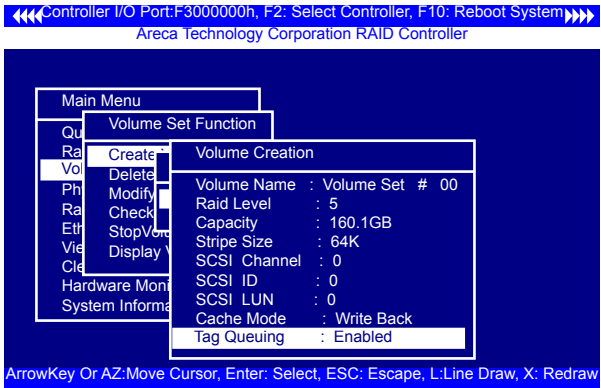 Controller I/O Port:F3000000h, F2: Select Controller, F10: Reboot System
Areca Technology Corporation RAID Controller
Main Menu
Volume Set Function
Volume Creation
Create
Delete
Modify
Check
StopVol
Display V
Hardware Moni
System Informa
Volume Name : Volume Set # 00
Raid Level : 5
Capacity : 160.1GB
Stripe Size : 64K
SCSI Channel : 0
SCSI ID : 0
SCSI LUN : 0
Cache Mode : Write Back
Tag Queuing : Enabled
ArrowKey Or AZ:Move Cursor, Enter: Select, ESC: Escape, L:Line Draw, X: Redraw